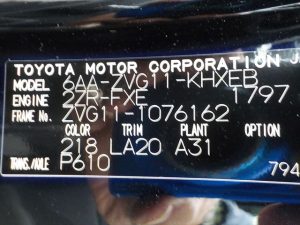 TOYOTA MOTOR CORPORATION J
MODEL 6AA-ZVG11-KHXEB
ENGINE 2ZR-FXE 1797
FRAME No. ZVG11-1076162
COLOR TRIM PLANT OPTION
218 LA20 A31
TRANS./AXLE P610
794